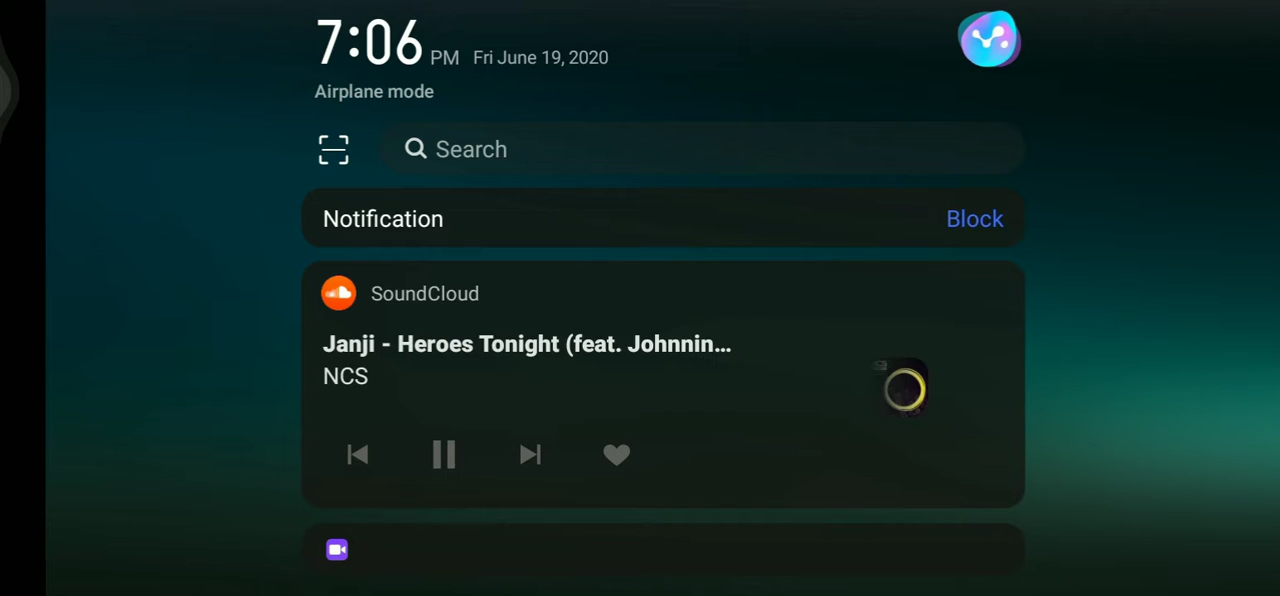 7:06 PM Fri June 19, 2020
Airplane mode
Search
Notification Block
SoundCloud
Janji - Heroes Tonight (feat. Johnnin...
NCS